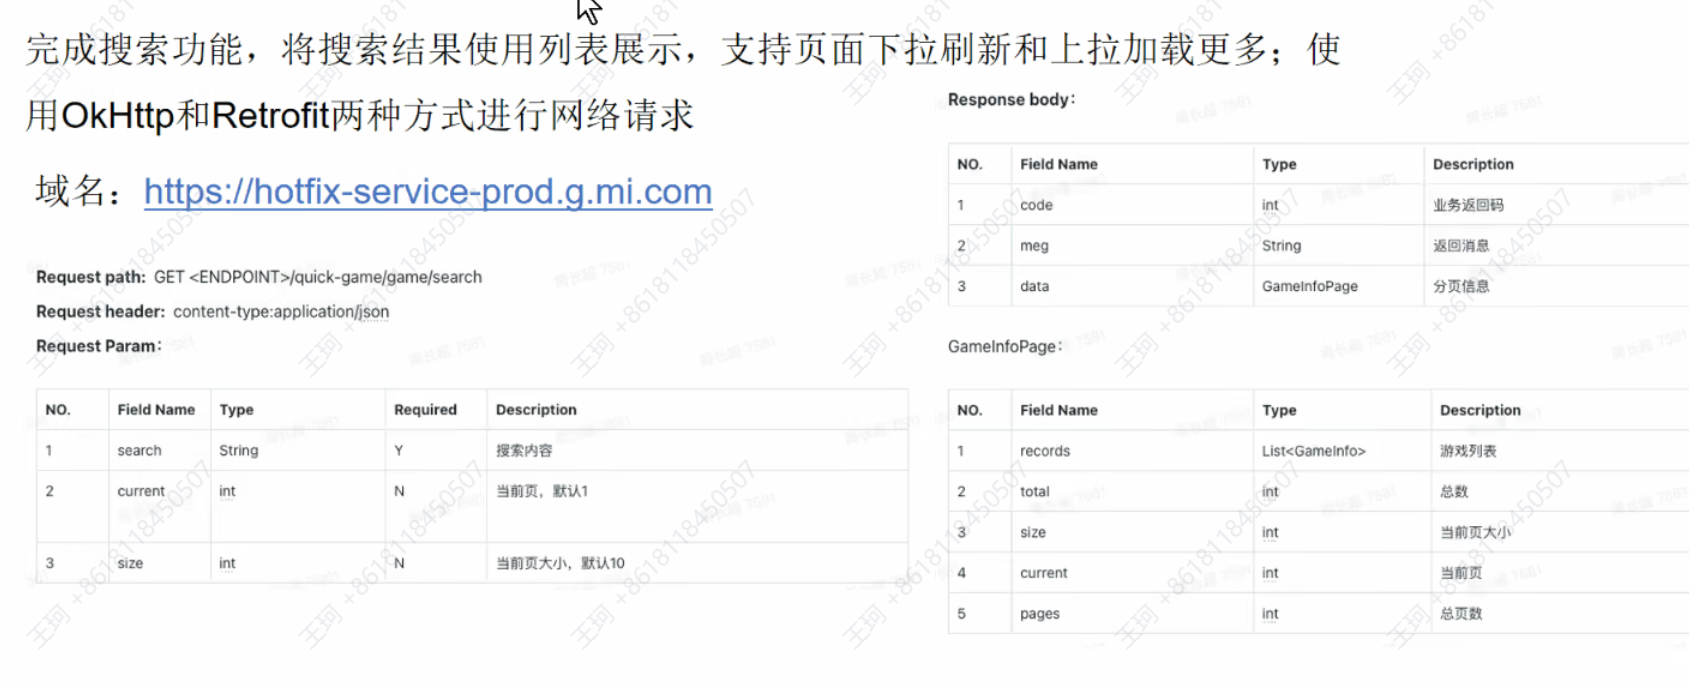 完成搜索功能，将搜索结果使用列表展示，支持页面下拉刷新和上拉加载更多；使
用OkHttp和Retrofit两种方式进行网络请求
域名：https://hotfix-service-prod.g.mi.com
Request path: GET <ENDPOINT>/quick-game/game/search
Request header: content-type:application/json
Request Param：
NO. Field Name Type Required Description
1 search String Y 搜索内容
2 current int N 当前页，默认1
3 size int N 当前页大小，默认10
Response body：
NO. Field Name Type Description
1 code int 业务返回码
2 meg String 返回消息
3 data GameInfoPage 分页信息
GameInfoPage：
NO. Field Name Type Description
1 records List<GameInfo> 游戏列表
2 total int 总数
3 size int 当前页大小
4 current int 当前页
5 pages int 总页数
王珂 +8618118450507